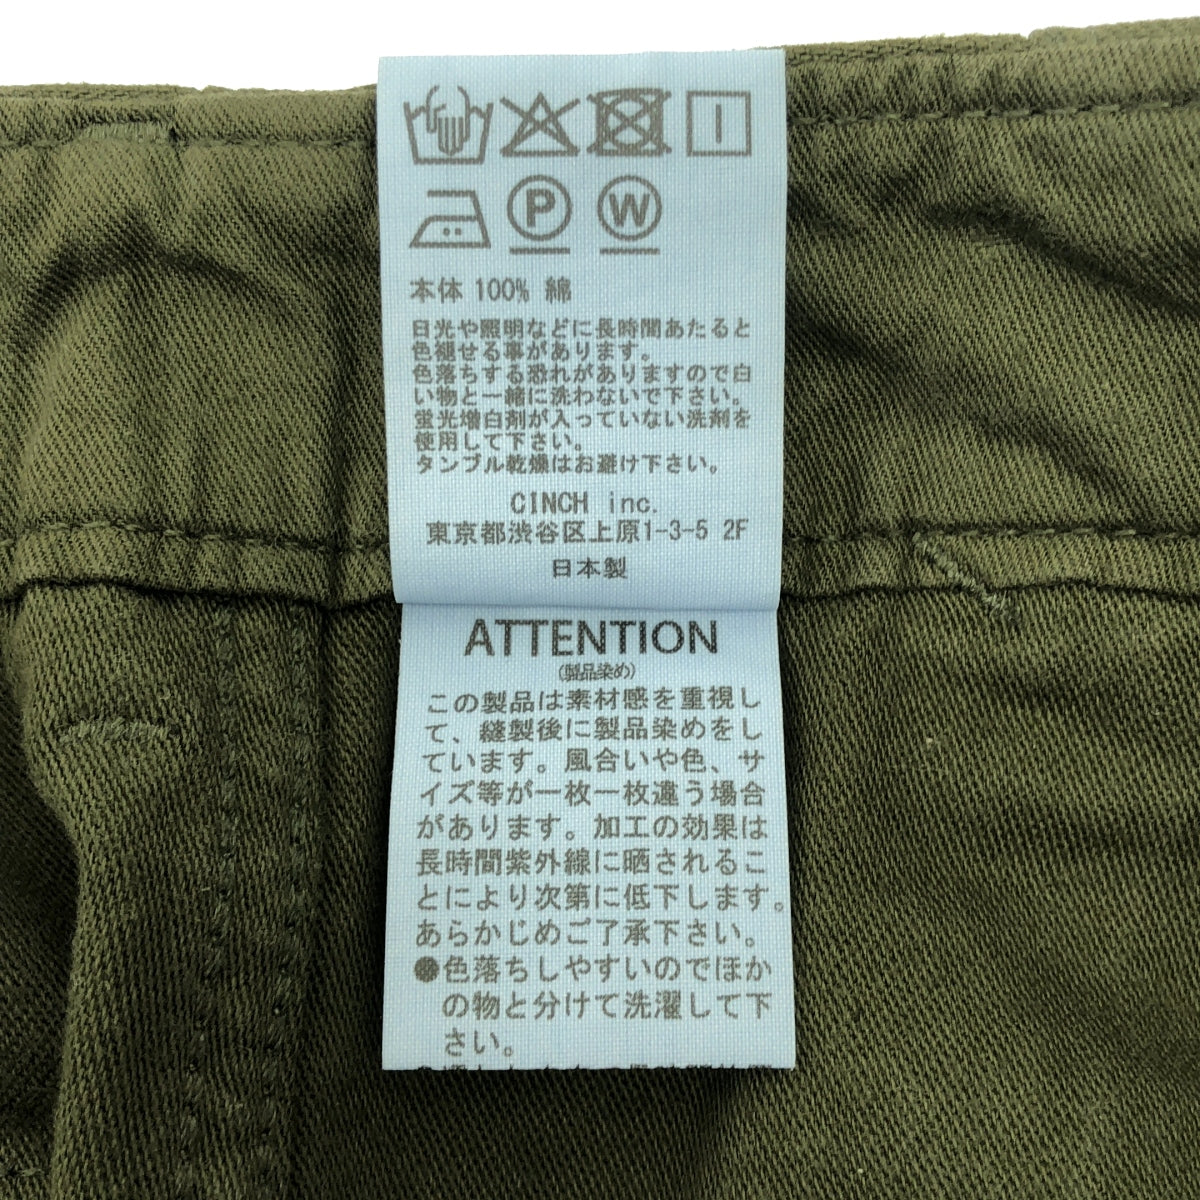 P W
本体 100% 綿
日光や照明などに長時間あたると
色褪せる事があります。
色落ちする恐れがありますので白
い物と一緒に洗わないで下さい。
蛍光増白剤が入っていない洗剤を
使用して下さい。
タンブル乾燥はお避け下さい。
CINCH inc.
東京都渋谷区上原1-3-5 2F
日本製
ATTENTION
(製品染め)
この製品は素材感を重視し
て、縫製後に製品染めをし
ています。風合いや色、サ
イズ等が一枚一枚違う場合
があります。加工の効果は
長時間紫外線に晒されるこ
とにより次第に低下します。
あらかじめご了承下さい。
●色落ちしやすいのでほか
の物と分けて洗濯して下
さい。